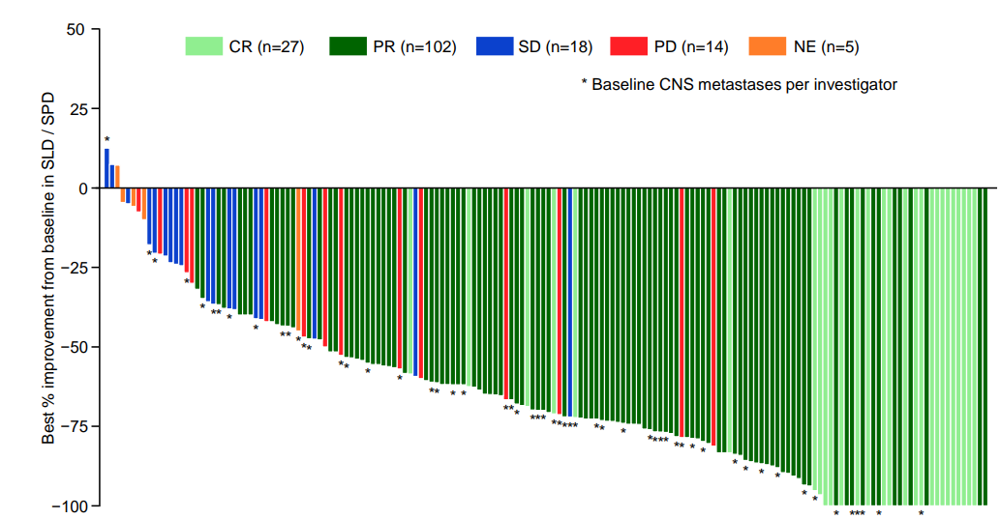 CR (n=27) PR (n=102) SD (n=18) PD (n=14) NE (n=5)
* Baseline CNS metastases per investigator
Best % improvement from baseline in SLD / SPD
50
25
0
−25
−50
−75
−100